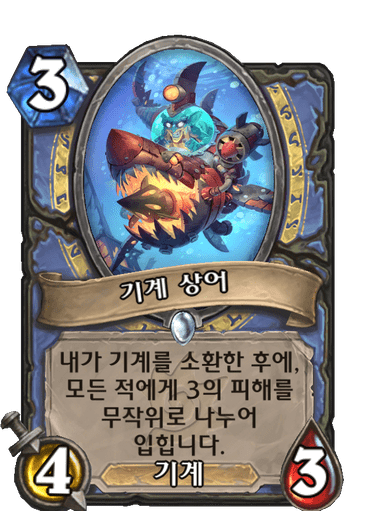 3
기계 상어
내가 기계를 소환한 후에,
모든 적에게 3의 피해를
무작위로 나누어
입힙니다.
4
기계
3